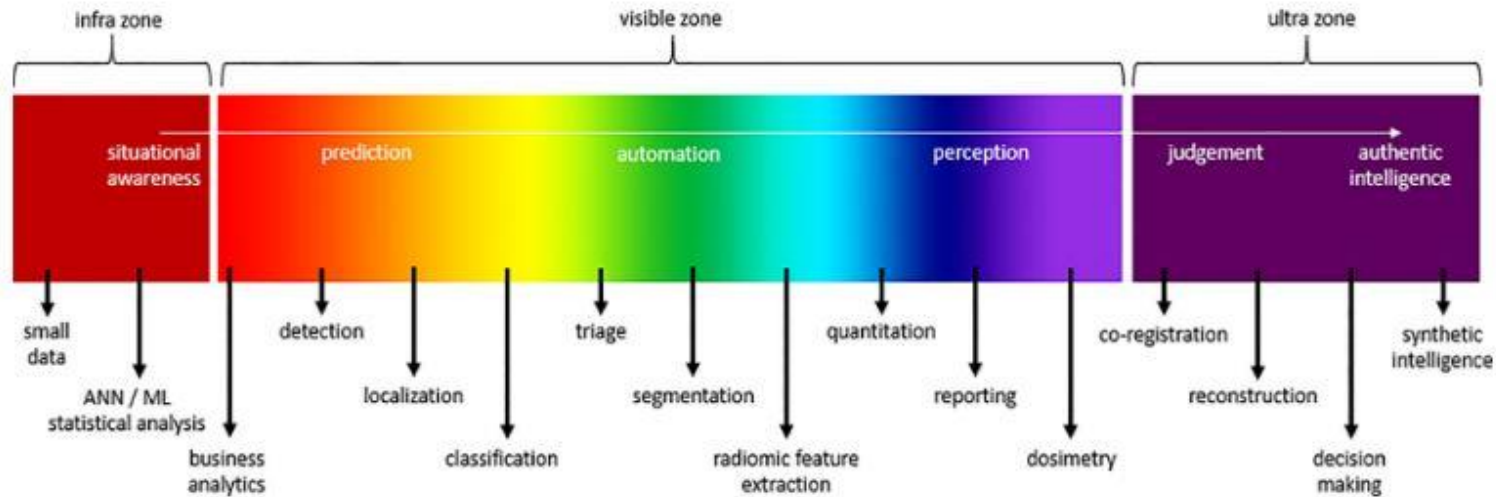 infra zone
visible zone
ultra zone
situational
awareness
prediction
automation
perception
judgement
authentic
intelligence
small
data
ANN / ML
statistical analysis
business
analytics
detection
localization
classification
triage
segmentation
radiomic feature
extraction
quantitation
reporting
dosimetry
co-registration
reconstruction
decision
making
synthetic
intelligence